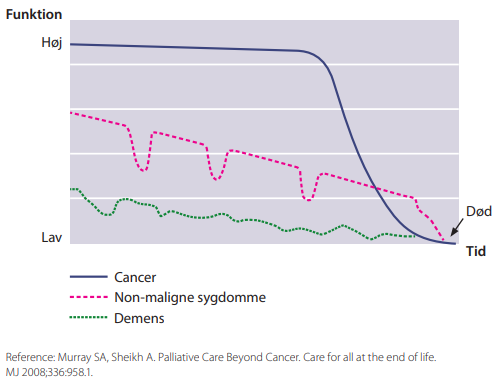 Funktion
Høj
Lav
Død
Tid
Cancer
Non-maligne sygdomme
Demens
Reference: Murray SA, Sheikh A. Palliative Care Beyond Cancer. Care for all at the end of life.
MJ 2008;336:958.1.